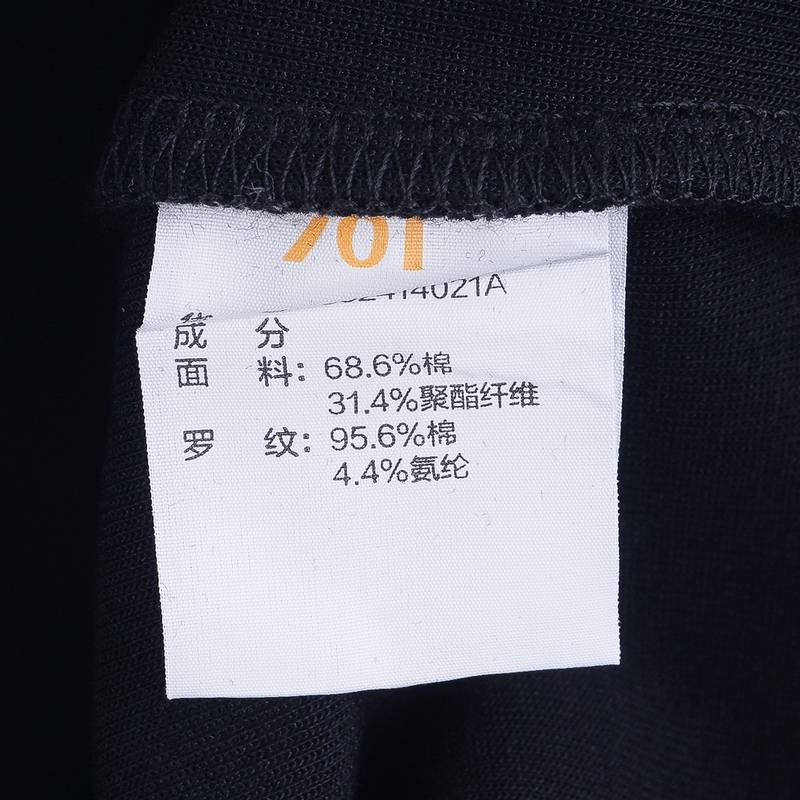 2414021A
成 分
面 料：68.6%棉
31.4%聚酯纤维
罗 纹：95.6%棉
4.4%氨纶